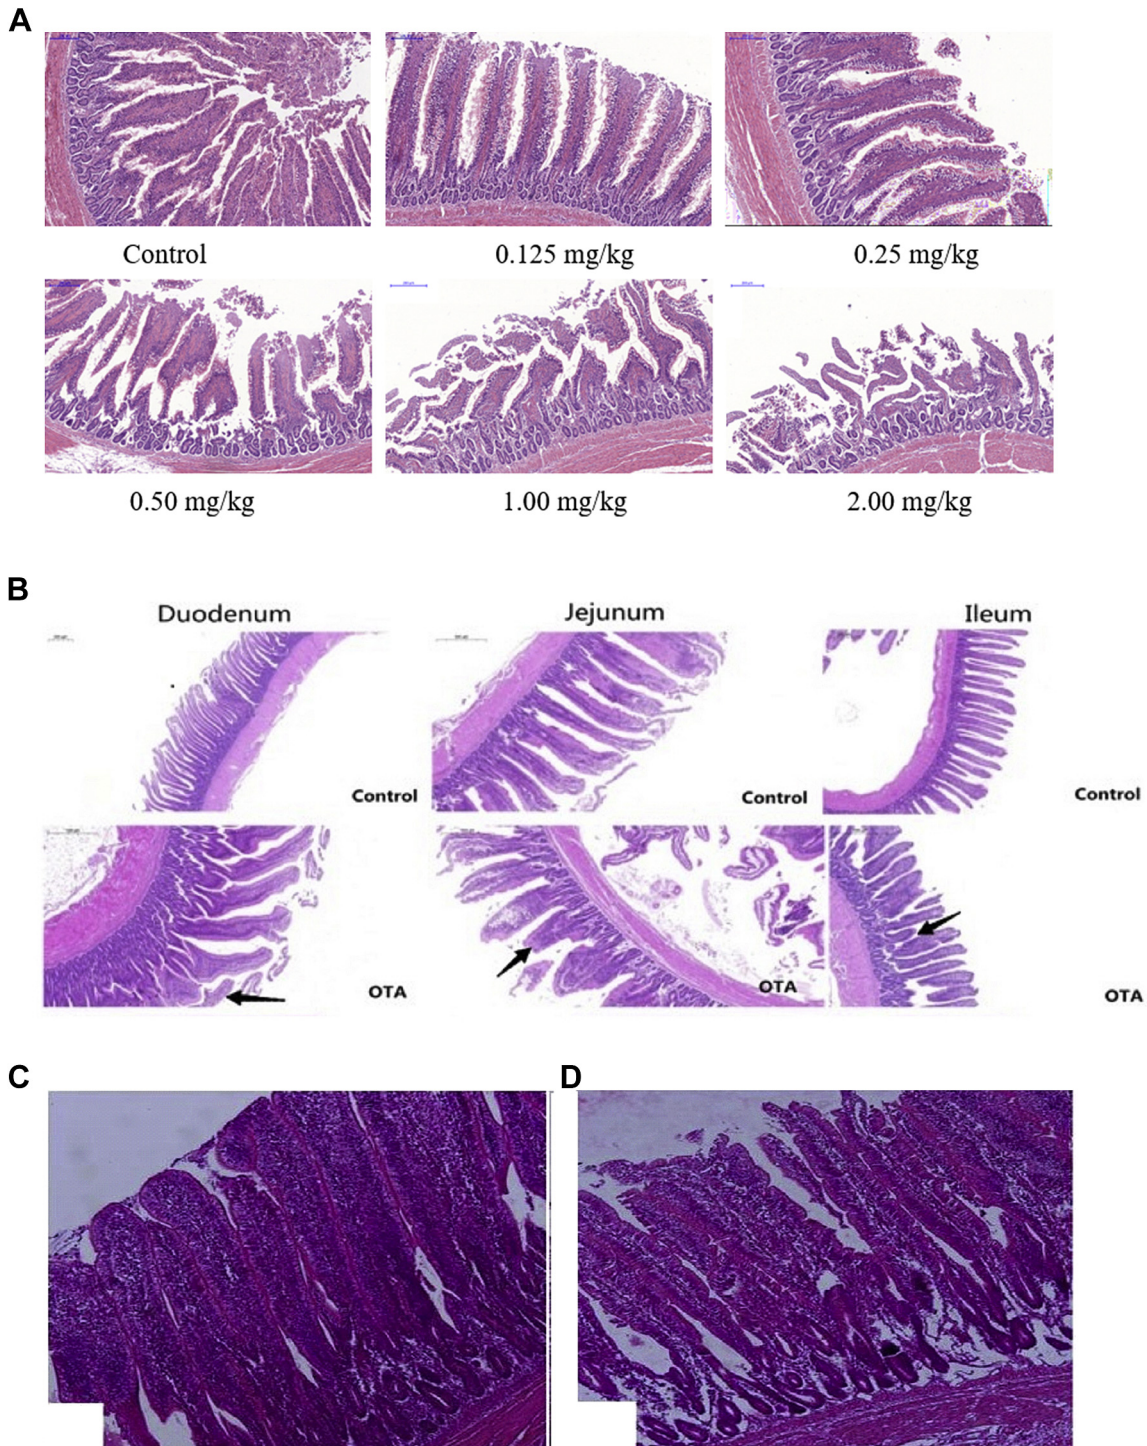 A
Control
0.125 mg/kg
0.25 mg/kg
0.50 mg/kg
1.00 mg/kg
2.00 mg/kg
B
Duodenum
Jejunum
Ileum
Control
Control
Control
OTA
OTA
OTA
C
D